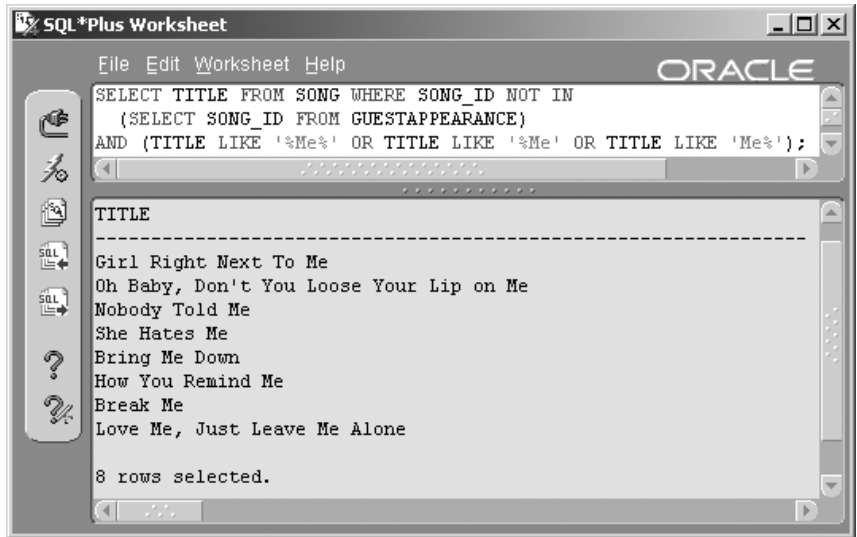 SQL*Plus Worksheet
File Edit Worksheet Help
ORACLE
SELECT TITLE FROM SONG WHERE SONG_ID NOT IN
(SELECT SONG_ID FROM GUESTAPPEARANCE)
AND (TITLE LIKE '%Me%' OR TITLE LIKE '%Me' OR TITLE LIKE 'Me%');
TITLE
--------------------------------------------------------------------------------
Girl Right Next To Me
Oh Baby, Don't You Loose Your Lip on Me
Nobody Told Me
She Hates Me
Bring Me Down
How You Remind Me
Break Me
Love Me, Just Leave Me Alone
8 rows selected.
SQL
SQL